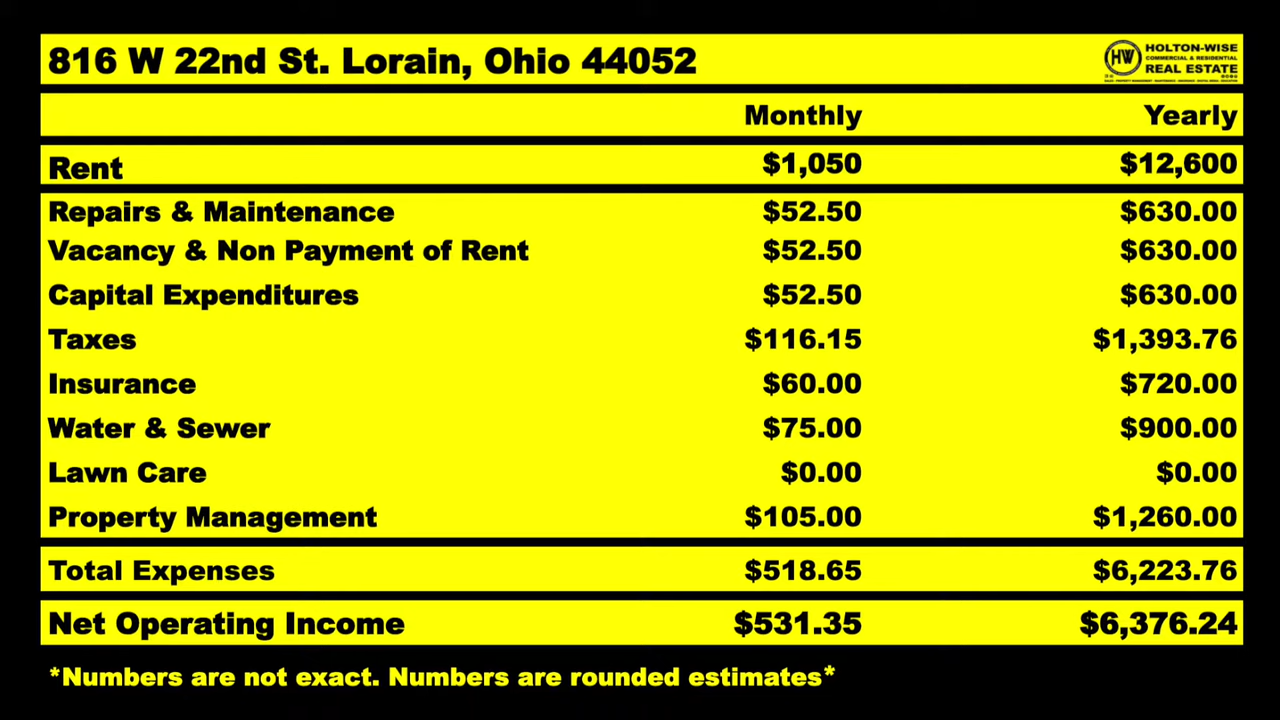 816 W 22nd St. Lorain, Ohio 44052
HW
HOLTON-WISE
COMMERCIAL & RESIDENTIAL
REAL ESTATE
Monthly Yearly
Rent $1,050 $12,600
Repairs & Maintenance $52.50 $630.00
Vacancy & Non Payment of Rent $52.50 $630.00
Capital Expenditures $52.50 $630.00
Taxes $116.15 $1,393.76
Insurance $60.00 $720.00
Water & Sewer $75.00 $900.00
Lawn Care $0.00 $0.00
Property Management $105.00 $1,260.00
Total Expenses $518.65 $6,223.76
Net Operating Income $531.35 $6,376.24
*Numbers are not exact. Numbers are rounded estimates*